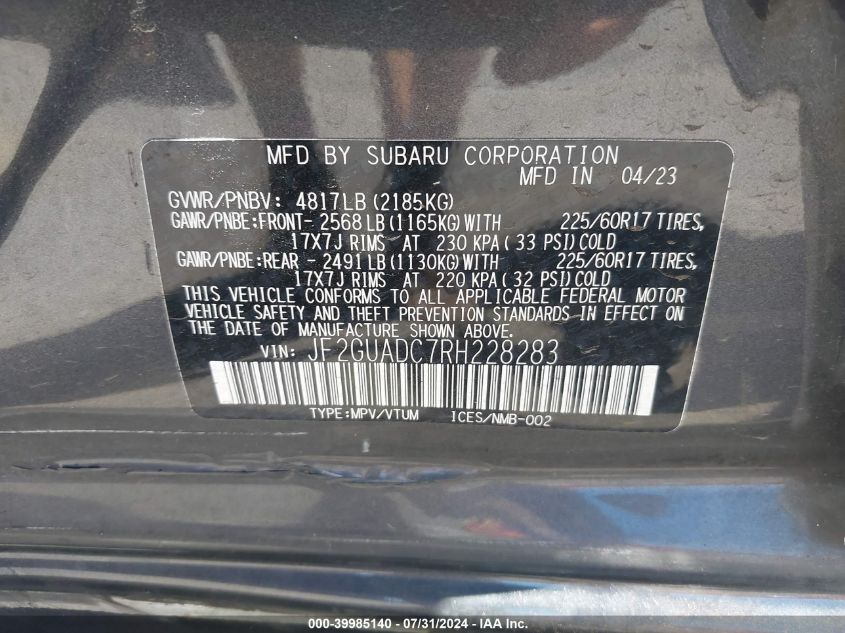 MFD BY SUBARU CORPORATION
MFD IN 04/23
GVWR/PNBV: 4817LB (2185KG)
GAWR/PNBE:FRONT- 2568LB (1165KG) WITH 225/60R17 TIRES,
17X7J RIMS AT 230 KPA ( 33 PSI) COLD
GAWR/PNBE:REAR - 2491LB (1130KG) WITH 225/60R17 TIRES,
17X7J RIMS AT 220 KPA ( 32 PSI) COLD
THIS VEHICLE CONFORMS TO ALL APPLICABLE FEDERAL MOTOR
VEHICLE SAFETY AND THEFT PREVENTION STANDARDS IN EFFECT ON
THE DATE OF MANUFACTURE SHOWN ABOVE.
VIN: JF2GUADC7RH228283
TYPE:MPV/VTUM ICES/NMB-002
000-39985140 - 07/31/2024 - Copyright © IAA, Inc.